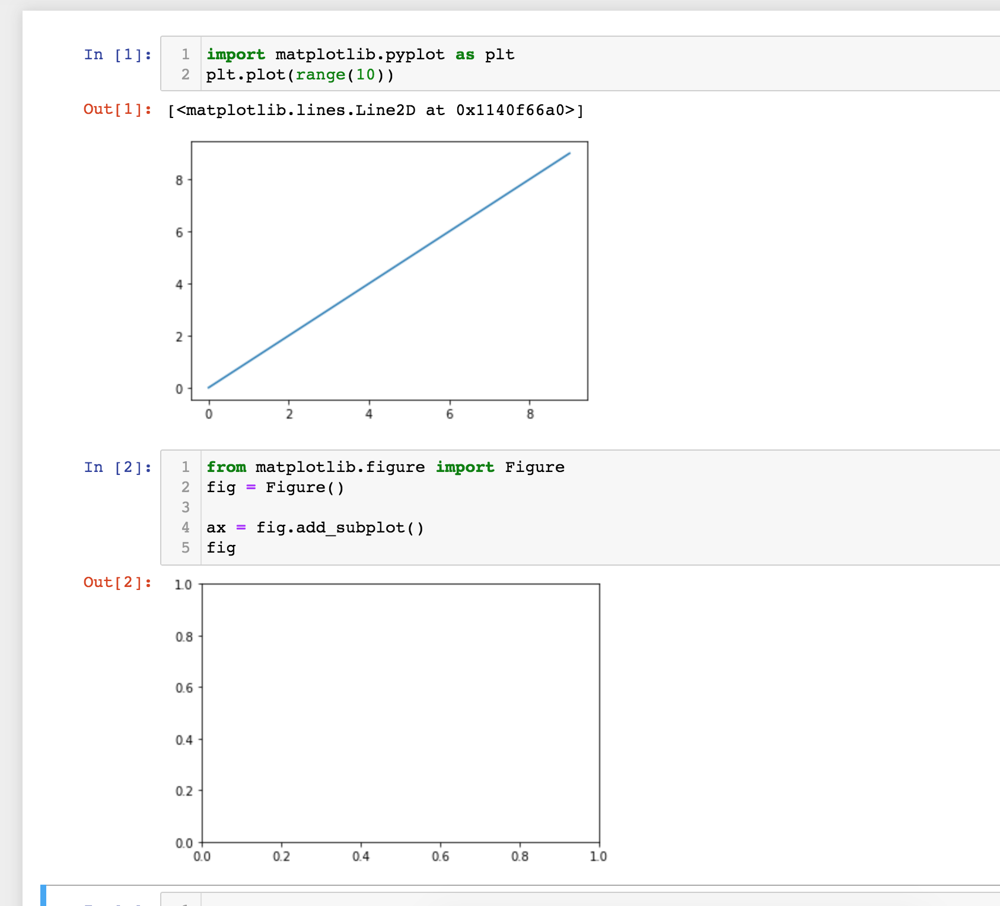 In [1]:
1 import matplotlib.pyplot as plt
2 plt.plot(range(10))
Out[1]: [<matplotlib.lines.Line2D at 0x1140f66a0>]
8
6
4
2
0
0 2 4 6 8
In [2]:
1 from matplotlib.figure import Figure
2 fig = Figure()
3
4 ax = fig.add_subplot()
5 fig
Out[2]:
1.0
0.8
0.6
0.4
0.2
0.0
0.0 0.2 0.4 0.6 0.8 1.0